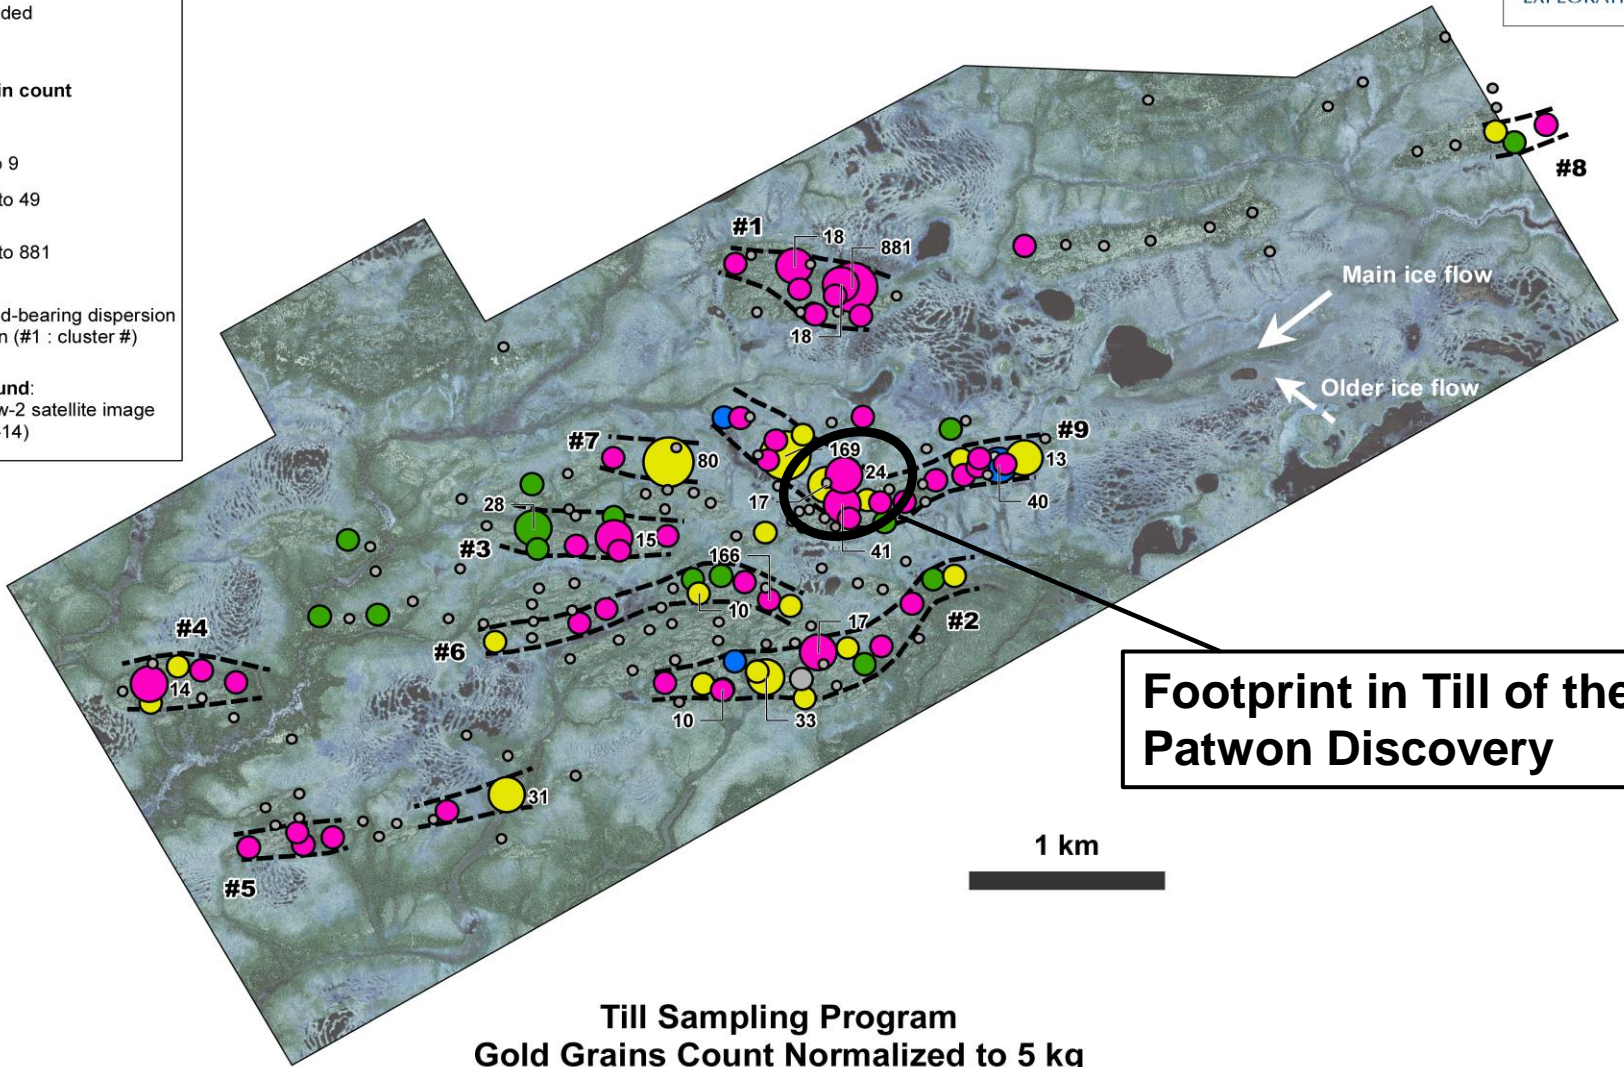 ded
in count
9
to 49
to 881
d-bearing dispersion
n (#1 : cluster #)
und:
w-2 satellite image
-14)
#8
#1
18
881
18
Main ice flow
Older ice flow
#7
80
169
24
17
41
#9
13
40
28
#3
15
166
10
#6
17
#2
#4
14
10
33
31
#5
Footprint in Till of the
Patwon Discovery
1 km
Till Sampling Program
Gold Grains Count Normalized to 5 kg